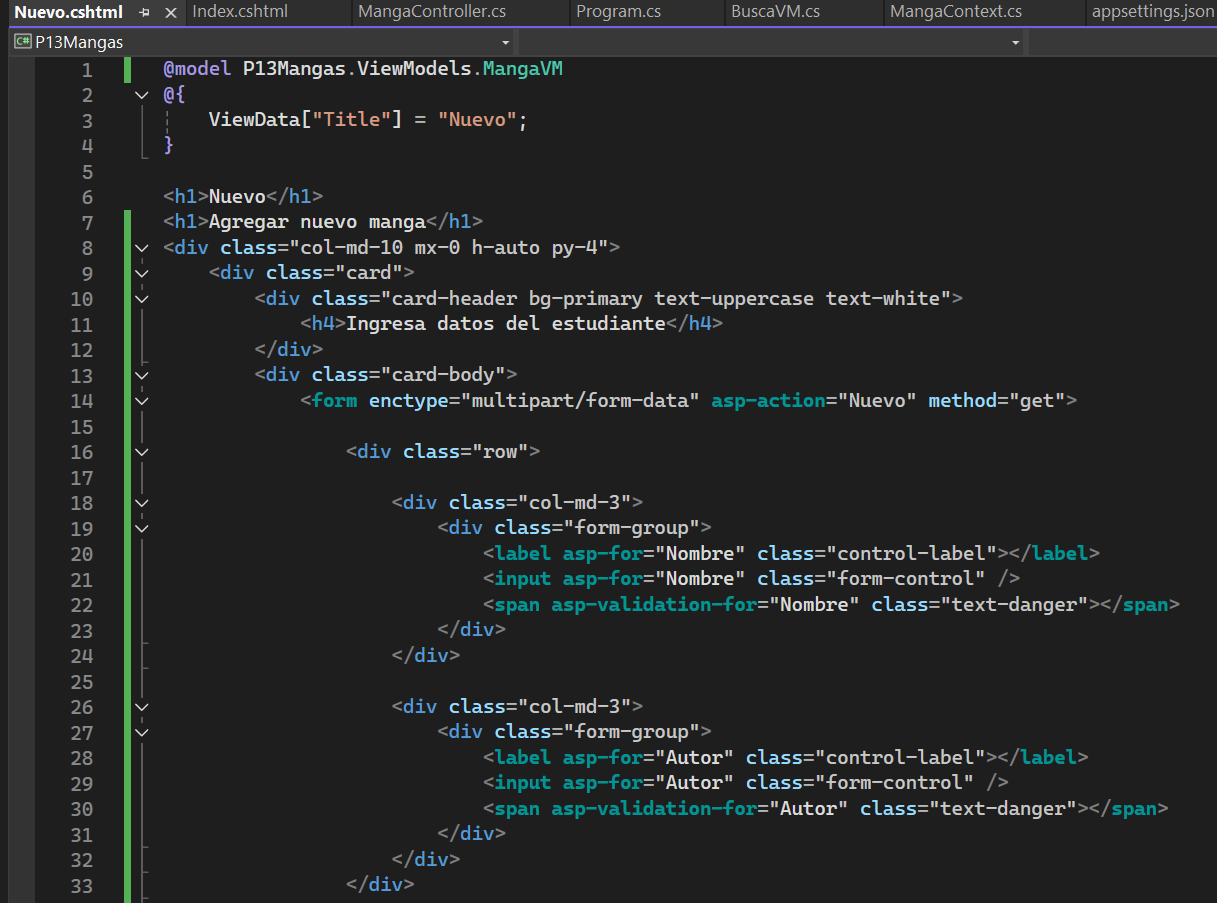 Nuevo.cshtml Index.cshtml MangaController.cs Program.cs BuscaVM.cs MangaContext.cs appsettings.json
C# P13Mangas
1 @model P13Mangas.ViewModels.MangaVM
2 @{
3 ViewData["Title"] = "Nuevo";
4 }
5
6 <h1>Nuevo</h1>
7 <h1>Agregar nuevo manga</h1>
8 <div class="col-md-10 mx-0 h-auto py-4">
9 <div class="card">
10 <div class="card-header bg-primary text-uppercase text-white">
11 <h4>Ingresa datos del estudiante</h4>
12 </div>
13 <div class="card-body">
14 <form enctype="multipart/form-data" asp-action="Nuevo" method="get">
15
16 <div class="row">
17
18 <div class="col-md-3">
19 <div class="form-group">
20 <label asp-for="Nombre" class="control-label"></label>
21 <input asp-for="Nombre" class="form-control" />
22 <span asp-validation-for="Nombre" class="text-danger"></span>
23 </div>
24 </div>
25
26 <div class="col-md-3">
27 <div class="form-group">
28 <label asp-for="Autor" class="control-label"></label>
29 <input asp-for="Autor" class="form-control" />
30 <span asp-validation-for="Autor" class="text-danger"></span>
31 </div>
32 </div>
33 </div>